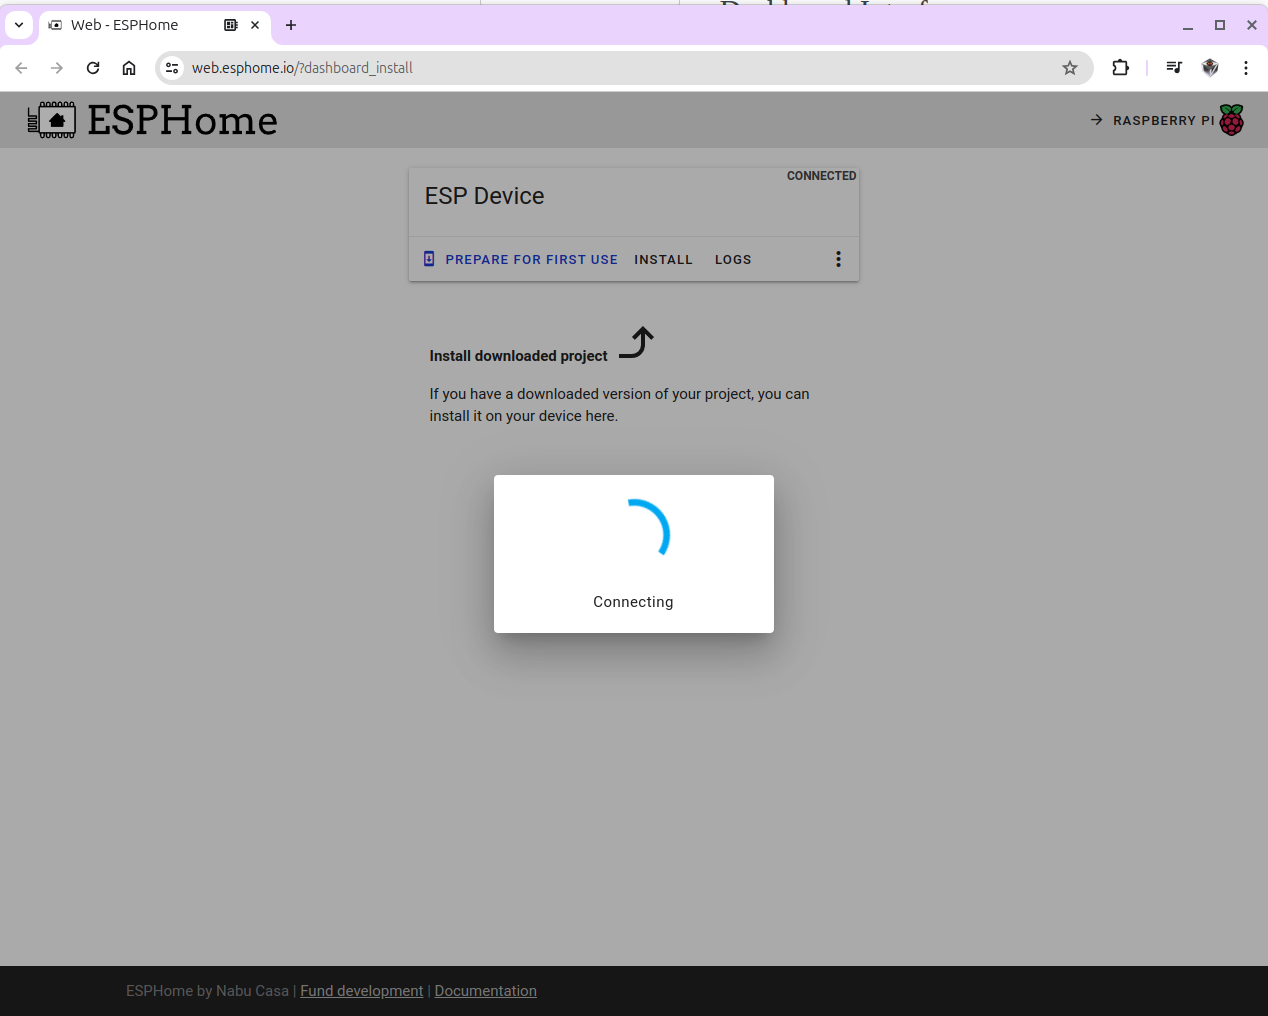 Web - ESPHome
web.esphome.io/?dashboard_install
ESPHome
RASPBERRY PI
CONNECTED
ESP Device
PREPARE FOR FIRST USE INSTALL LOGS
Install downloaded project
If you have a downloaded version of your project, you can
install it on your device here.
Connecting
ESPHome by Nabu Casa | Fund development | Documentation